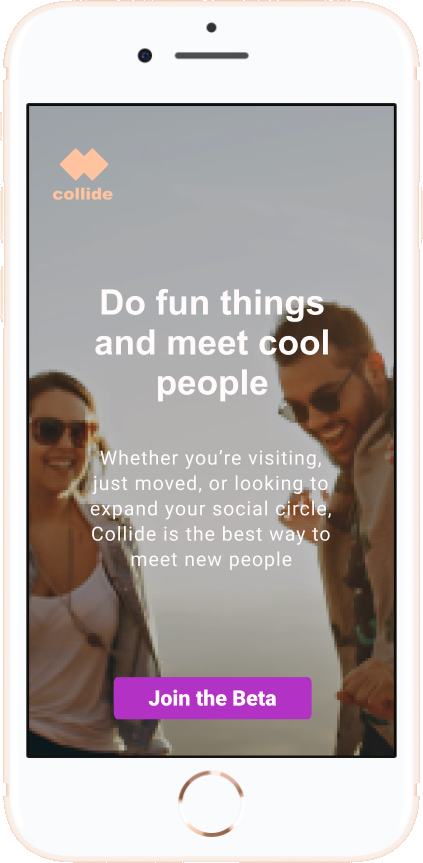 collide
Do fun things
and meet cool
people
Whether you’re visiting,
just moved, or looking to
expand your social circle,
Collide is the best way to
meet new people
Join the Beta